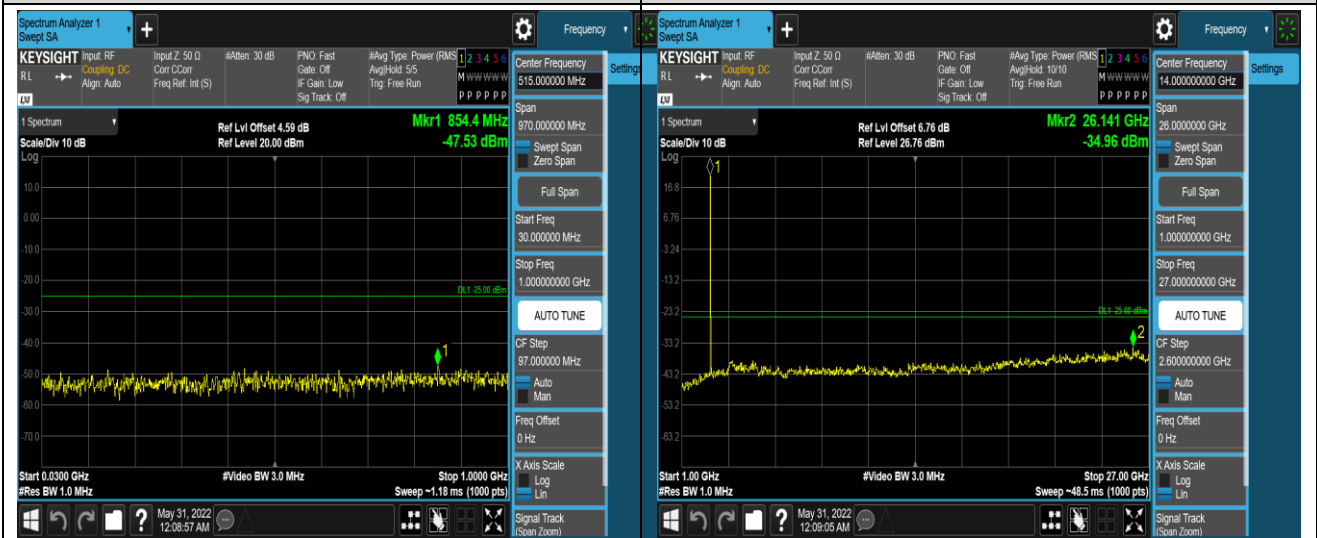 Spectrum Analyzer 1
Swept SA
+
Frequency
KEYSIGHT
Input: RF
Coupling: DC
Align: Auto
Input Z: 50 Ω
Corr CCorr
Freq Ref: Int (S)
#Atten: 30 dB
PNO: Fast
Gate: Off
IF Gain: Low
Sig Track: Off
#Avg Type: Power (RMS
Avg|Hold: 5/5
Trig: Free Run
1 2 3 4 5 6
M W W W W W
P P P P P P
RL
LXI
Center Frequency
515.000000 MHz
Settings
Span
970.000000 MHz
Swept Span
Zero Span
Full Span
Start Freq
30.000000 MHz
Stop Freq
1.000000000 GHz
AUTO TUNE
CF Step
97.000000 MHz
Auto
Man
Freq Offset
0 Hz
X Axis Scale
Log
Lin
Signal Track
(Span Zoom)
1 Spectrum
Scale/Div 10 dB
Log
Ref Lvl Offset 4.59 dB
Ref Level 20.00 dBm
Mkr1 854.4 MHz
-47.53 dBm
10.0
0.00
-10.0
-20.0
DL1 -25.00 dBm
-30.0
-40.0
1
-50.0
-60.0
-70.0
Start 0.0300 GHz
#Video BW 3.0 MHz
Stop 1.0000 GHz
#Res BW 1.0 MHz
Sweep ~1.18 ms (1000 pts)
?
May 31, 2022
12:08:57 AM
Spectrum Analyzer 1
Swept SA
+
Frequency
KEYSIGHT
Input: RF
Coupling: DC
Align: Auto
Input Z: 50 Ω
Corr CCorr
Freq Ref: Int (S)
#Atten: 30 dB
PNO: Fast
Gate: Off
IF Gain: Low
Sig Track: Off
#Avg Type: Power (RMS
Avg|Hold: 10/10
Trig: Free Run
1 2 3 4 5 6
M W W W W W
P P P P P P
RL
LXI
Center Frequency
14.000000000 GHz
Settings
Span
26.0000000 GHz
Swept Span
Zero Span
Full Span
Start Freq
1.000000000 GHz
Stop Freq
27.000000000 GHz
AUTO TUNE
CF Step
2.600000000 GHz
Auto
Man
Freq Offset
0 Hz
X Axis Scale
Log
Lin
Signal Track
(Span Zoom)
1 Spectrum
Scale/Div 10 dB
Log
Ref Lvl Offset 6.76 dB
Ref Level 26.76 dBm
Mkr2 26.141 GHz
-34.96 dBm
1
16.8
6.76
-3.24
-13.2
-23.2
DL1 -25.00 dBm
-33.2
2
-43.2
-53.2
-63.2
Start 1.00 GHz
#Video BW 3.0 MHz
Stop 27.00 GHz
#Res BW 1.0 MHz
Sweep ~48.5 ms (1000 pts)
?
May 31, 2022
12:09:05 AM